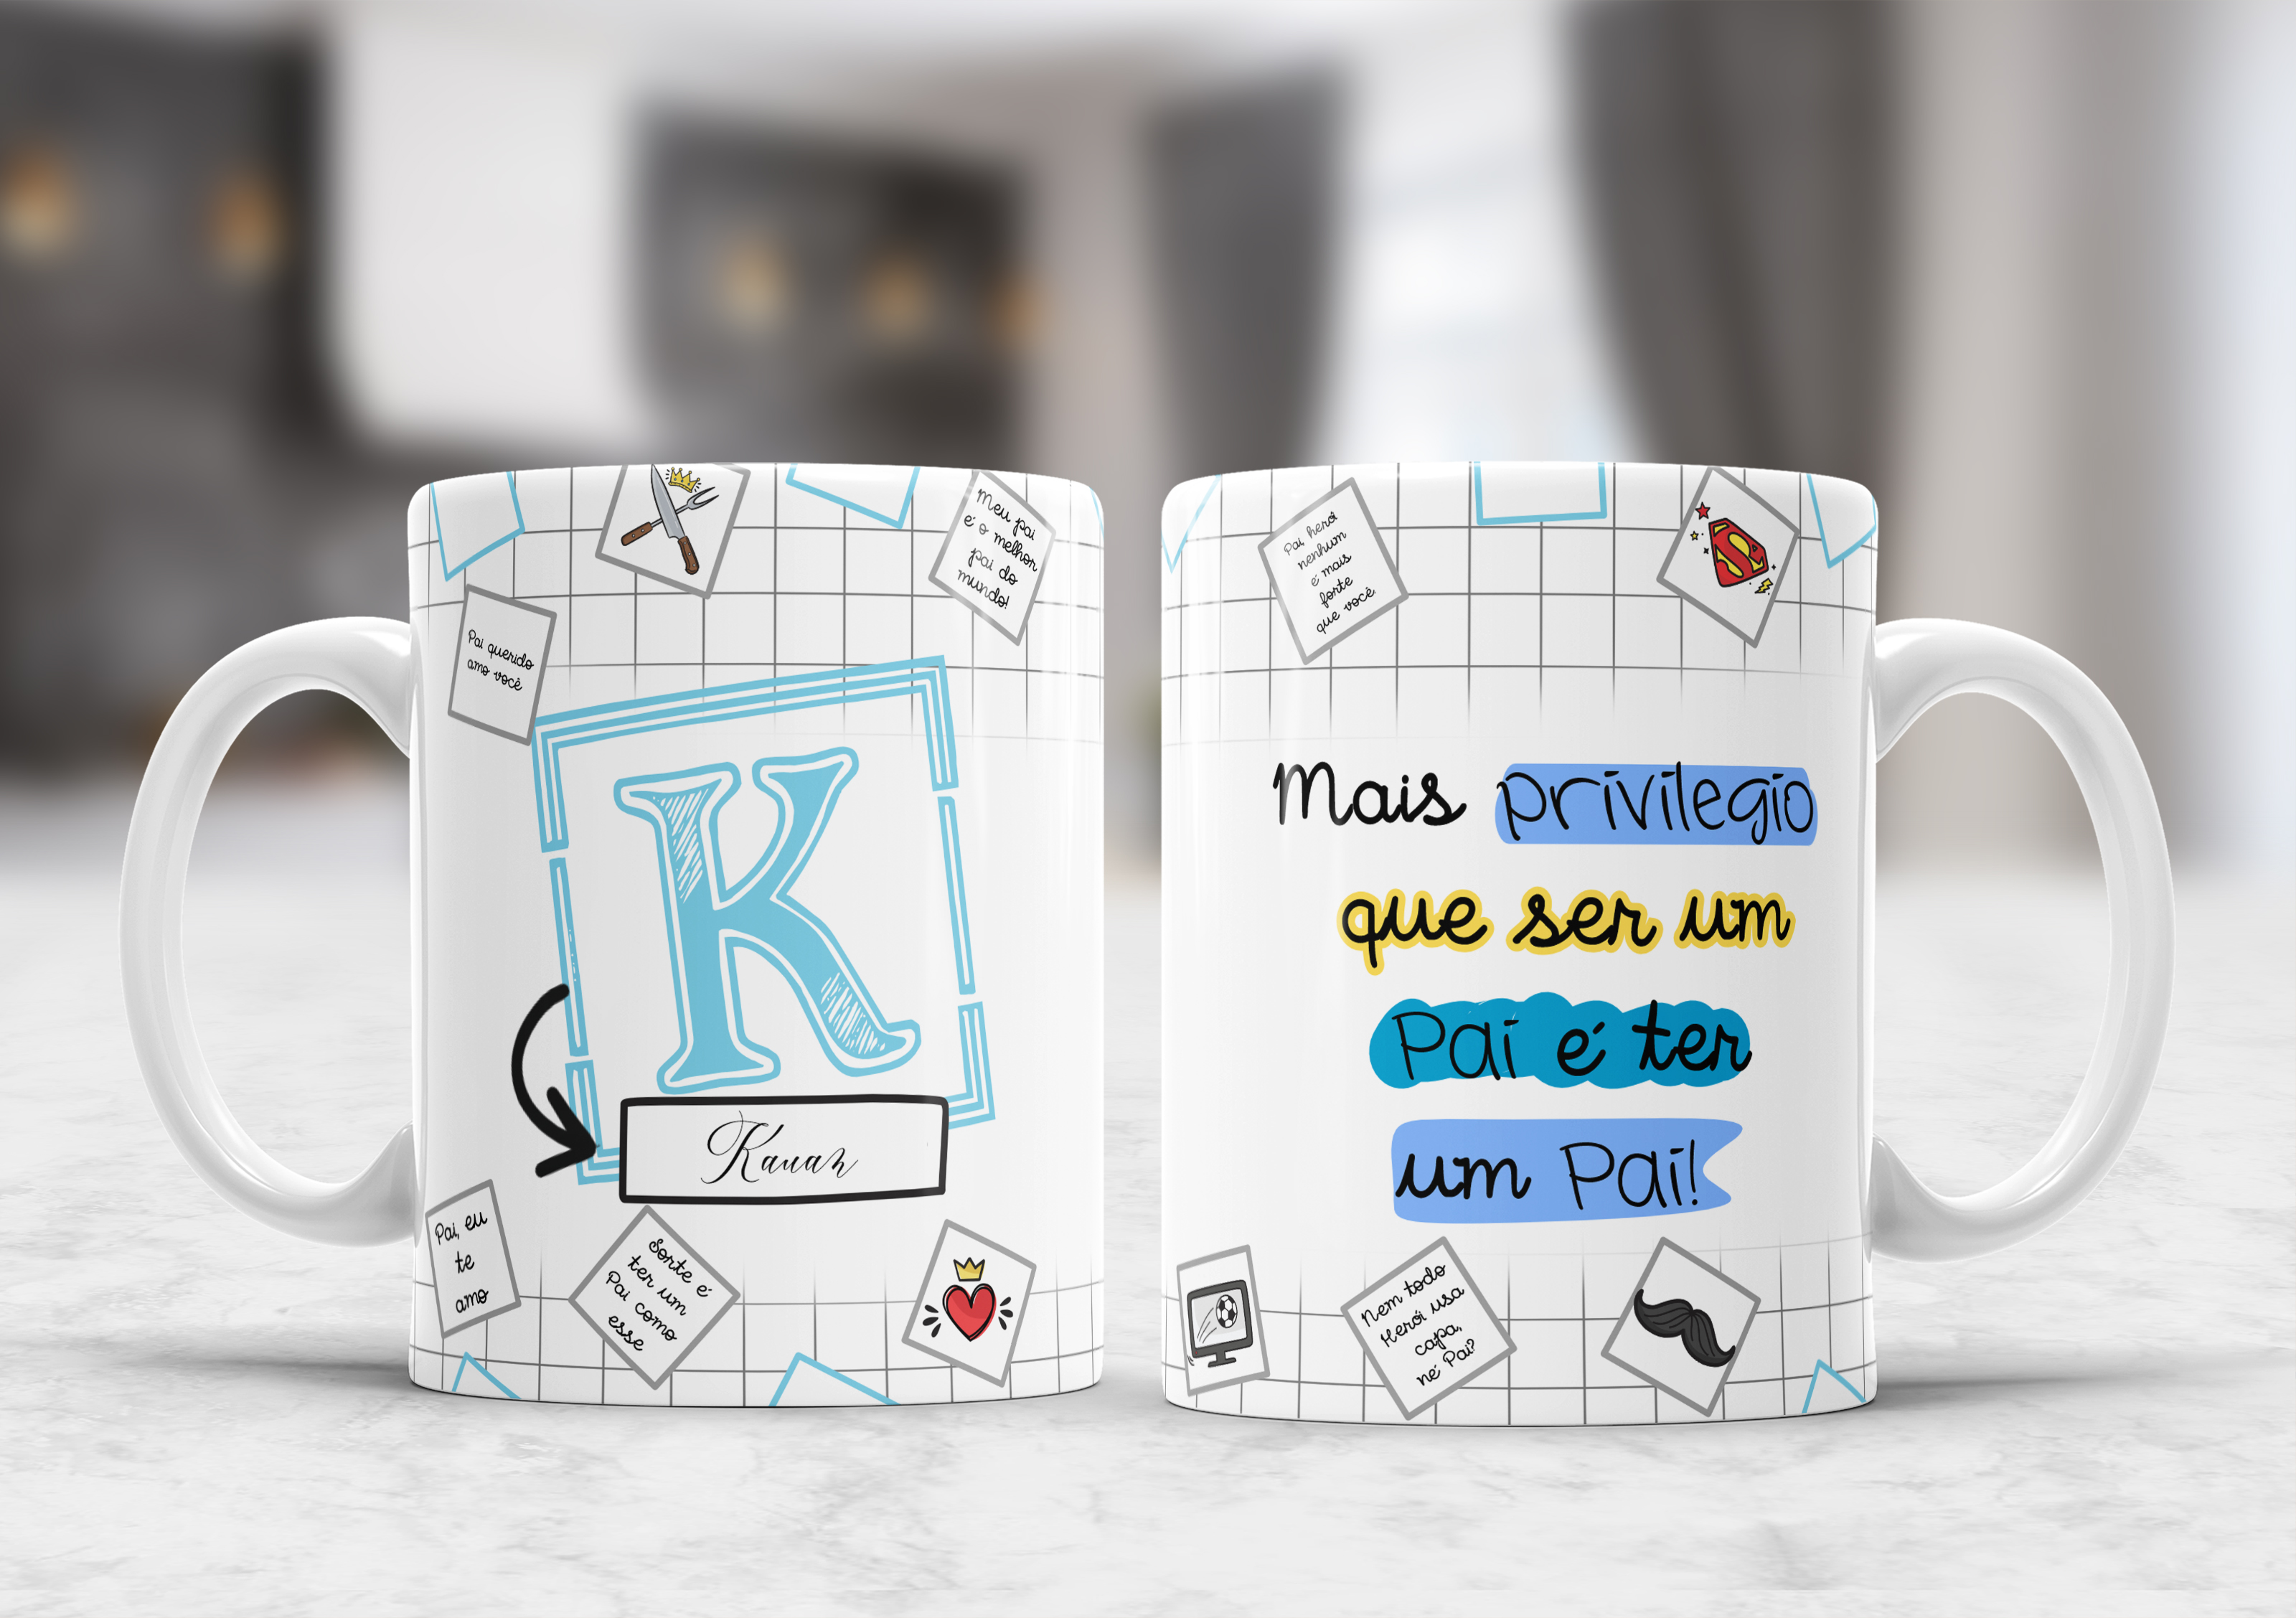 Meu pai
é o melhor
pai do
mundo!
Pai querido
amo você
K
Kauan
Pai, eu
te
amo
Sorte é
ter um
Pai como
esse
Pai, herói
nenhum
é mais
forte
que você
S
Mais privilegio
que ser um
Pai é ter
um Pai!
Nem todo
Herói usa
capa,
né Pai?